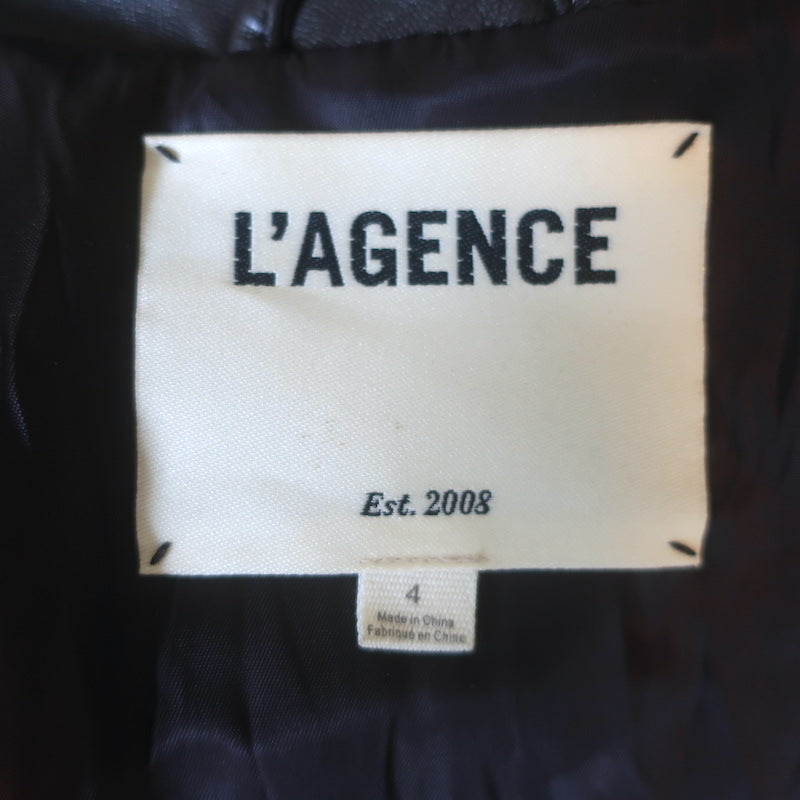 L'AGENCE
Est. 2008
4
Made in China
Fabriqué en Chine